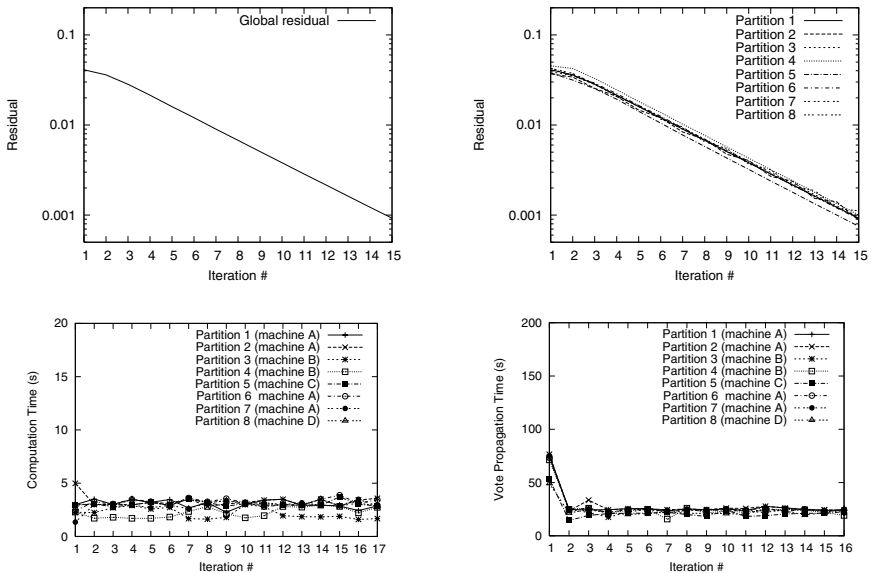 Global residual
0.1
0.01
0.001
Residual
1 2 3 4 5 6 7 8 9 10 11 12 13 14 15
Iteration #
Partition 1
Partition 2
Partition 3
Partition 4
Partition 5
Partition 6
Partition 7
Partition 8
0.1
0.01
0.001
Residual
1 2 3 4 5 6 7 8 9 10 11 12 13 14 15
Iteration #
Partition 1 (machine A)
Partition 2 (machine A)
Partition 3 (machine B)
Partition 4 (machine B)
Partition 5 (machine C)
Partition 6 machine A)
Partition 7 (machine A)
Partition 8 (machine D)
20
15
10
5
0
Computation Time (s)
1 2 3 4 5 6 7 8 9 10 11 12 13 14 15 16 17
Iteration #
Partition 1 (machine A)
Partition 2 (machine A)
Partition 3 (machine B)
Partition 4 (machine B)
Partition 5 (machine C)
Partition 6 machine A)
Partition 7 (machine A)
Partition 8 (machine D)
200
150
100
50
0
Vote Propagation Time (s)
1 2 3 4 5 6 7 8 9 10 11 12 13 14 15 16
Iteration #